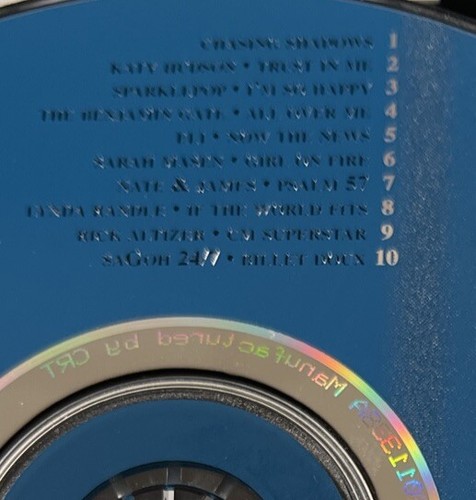 CHASING SHADOWS 1
KATY HUDSON • TRUST IN ME 2
SPARKLEPOP • I'M SO HAPPY 3
THE BENJAMIN GATE • ALL OVER ME 4
ELI • NOW THE NEWS 5
SARAH MASEN • GIRL ON FIRE 6
NATE & JAMES • PSALM 57 7
LYNDA RANDLE • IF THE WORLD FITS 8
RICK ALTIZER • CM SUPERSTAR 9
SAGOH 24/7 • BILLET DOUX 10
Manufactured by CRT